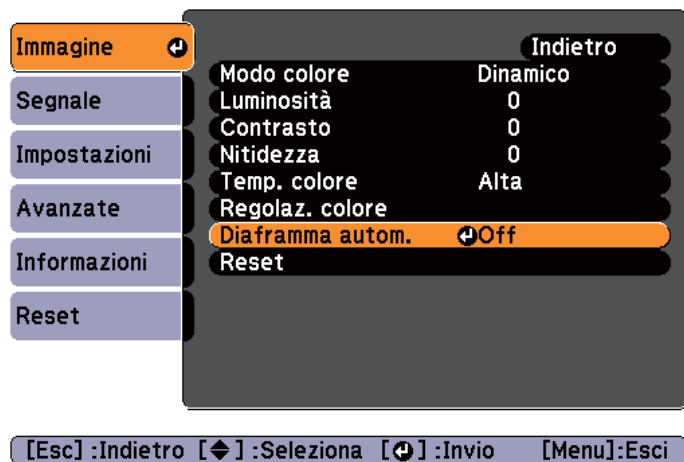 Immagine
Segnale
Impostazioni
Avanzate
Informazioni
Reset
Indietro
Modo colore Dinamico
Luminosità 0
Contrasto 0
Nitidezza 0
Temp. colore Alta
Regolaz. colore
Diaframma autom. Off
Reset
[Esc] :Indietro [ ] :Seleziona [ ] :Invio [Menu]:Esci